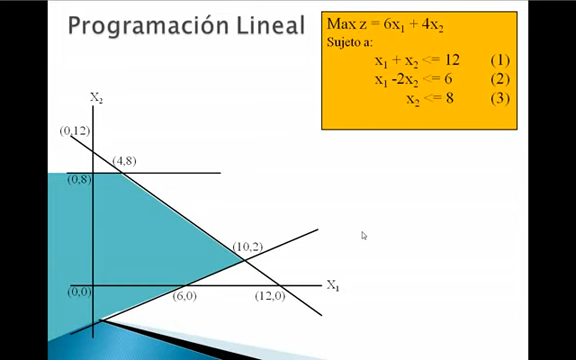 Programación Lineal
Max z = 6x₁ + 4x₂
Sujeto a:
x₁ + x₂ <= 12 (1)
x₁ -2x₂ <= 6 (2)
x₂ <= 8 (3)
X₂
(0,12)
(4,8)
(0,8)
(10,2)
(0,0)
(6,0)
(12,0)
X₁